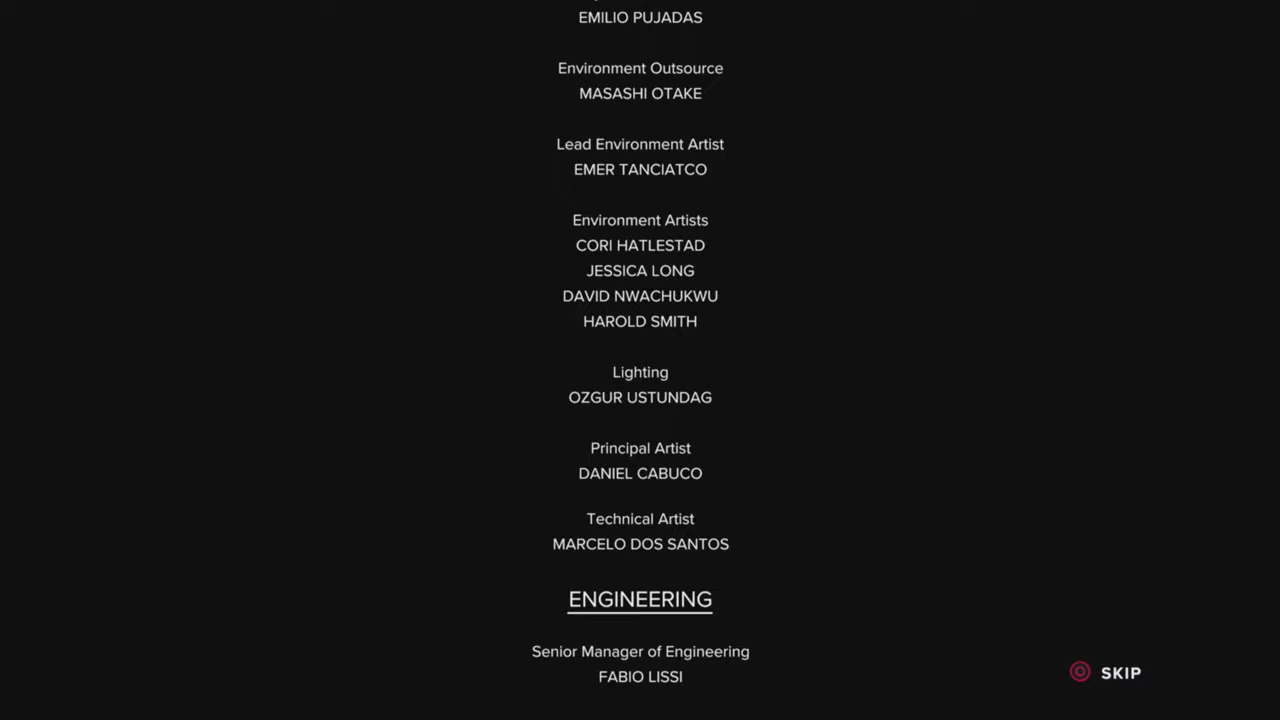 EMILIO PUJADAS
Environment Outsource
MASASHI OTAKE
Lead Environment Artist
EMER TANCIATCO
Environment Artists
CORI HATLESTAD
JESSICA LONG
DAVID NWACHUKWU
HAROLD SMITH
Lighting
OZGUR USTUNDAG
Principal Artist
DANIEL CABUCO
Technical Artist
MARCELO DOS SANTOS
ENGINEERING
Senior Manager of Engineering
FABIO LISSI
SKIP